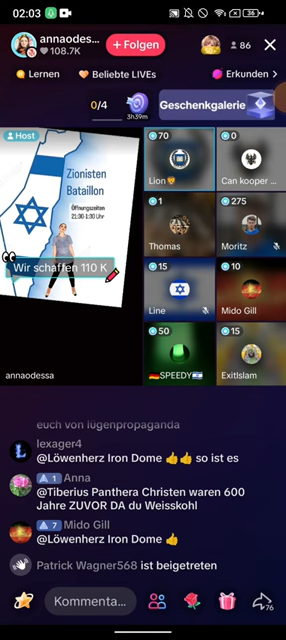 02:03
36
annaodes...
108.7K
+ Folgen
86
Lernen
Beliebte LIVEs
Erkunden
0/4
3h39m
Geschenkgalerie
Host
Zionisten
Bataillon
Öffnungszeiten
21:00-1:00 Uhr
Wir schaffen 110 K
annaodessa
70
Lion
0
Can kooper ...
1
Thomas
275
Moritz
15
Line
10
Mido Gill
50
SPEEDY
15
ExitIslam
euch von lügenpropaganda
lexager4
@Löwenherz Iron Dome 👍👍 so ist es
1 Anna
@Tiberius Panthera Christen waren 600
Jahre ZUVOR DA du Weisskohl
7 Mido Gill
@Löwenherz Iron Dome 👍
Patrick Wagner568 ist beigetreten
Kommenta...
76